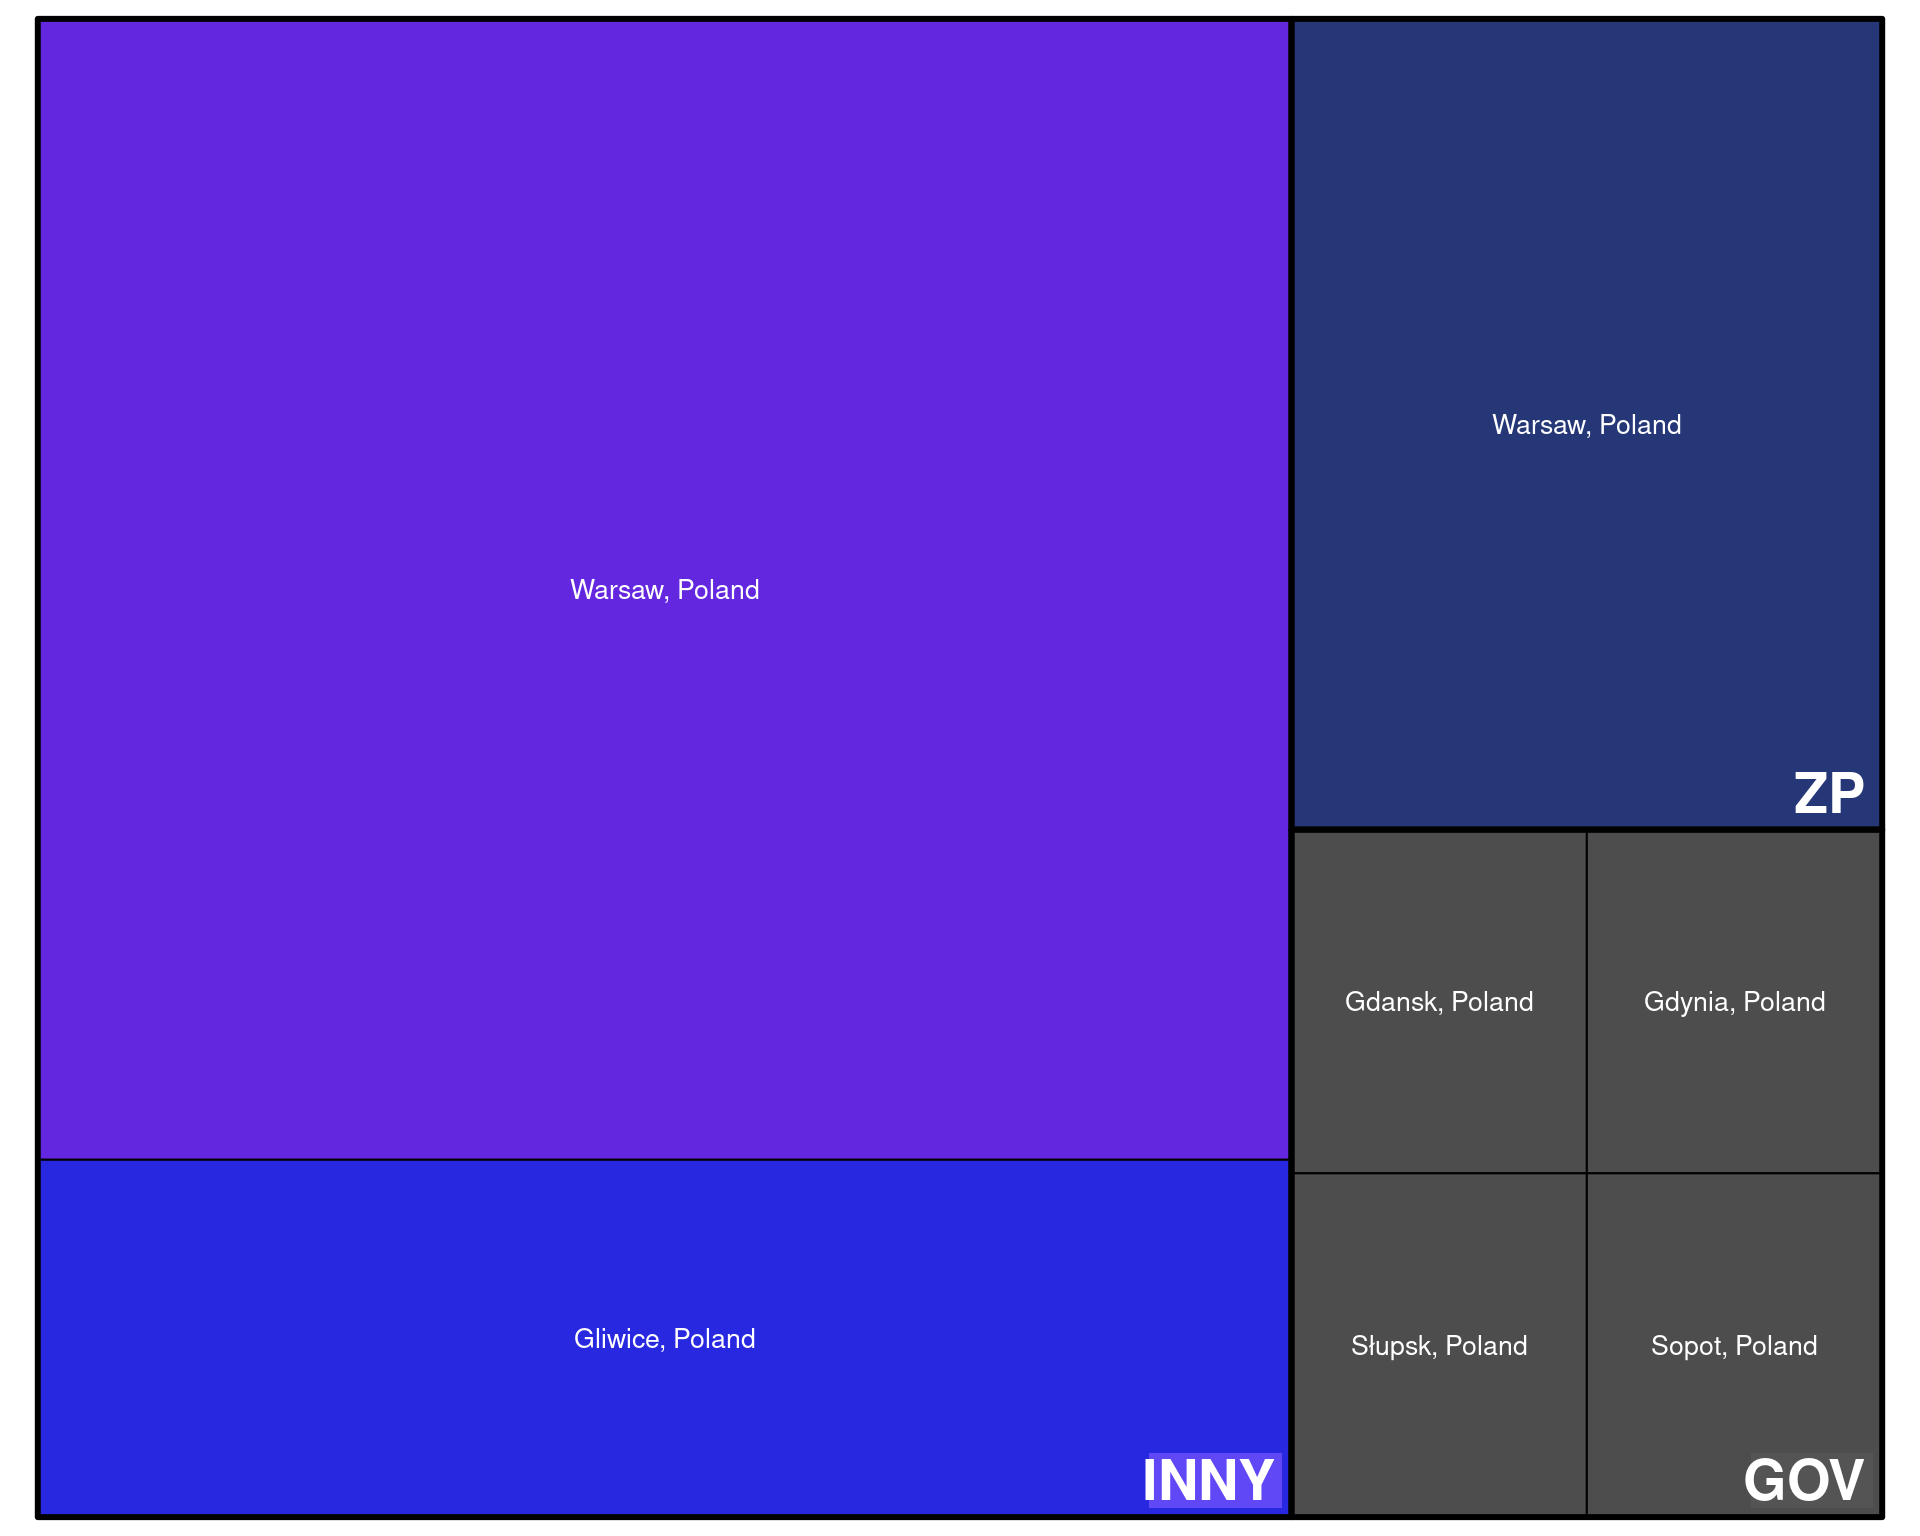 Warsaw, Poland
Gliwice, Poland
INNY
Warsaw, Poland
ZP
Gdansk, Poland
Gdynia, Poland
Słupsk, Poland
Sopot, Poland
GOV